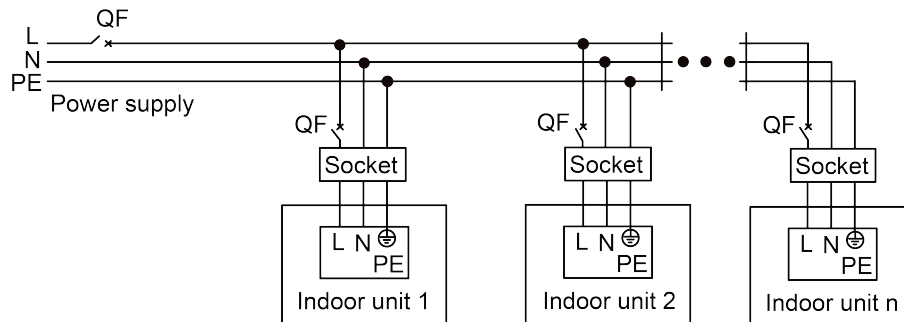 QF
L
N
PE
Power supply
QF
QF
QF
Socket
Socket
Socket
L N
PE
L N
PE
L N
PE
Indoor unit 1
Indoor unit 2
Indoor unit n